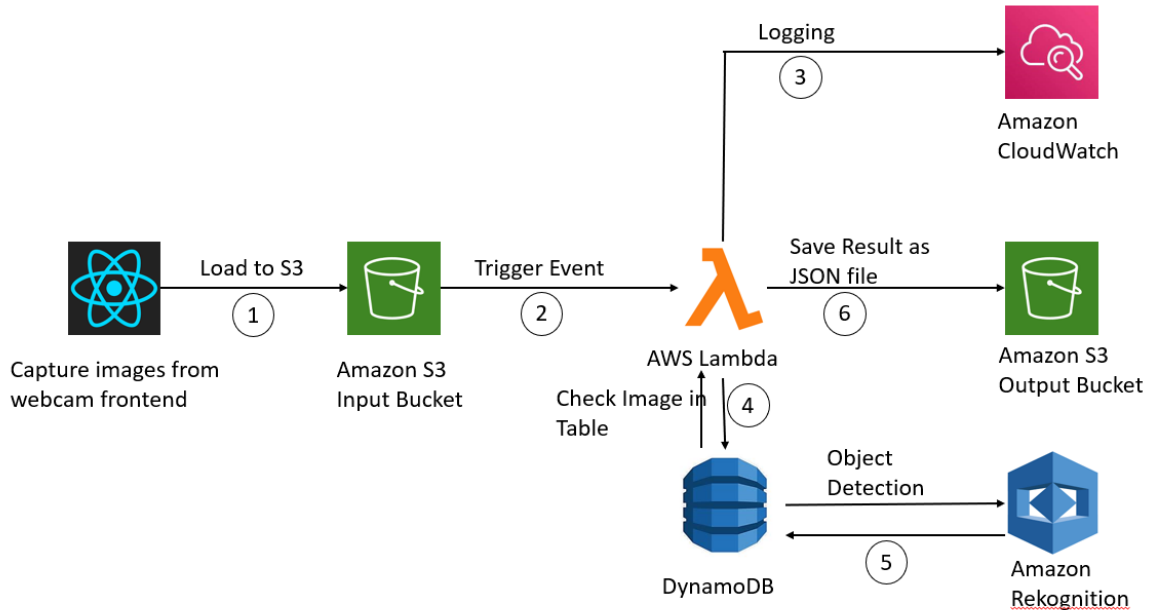 Logging
3
Amazon
CloudWatch
Load to S3
1
Trigger Event
2
Save Result as
JSON file
6
Capture images from
webcam frontend
Amazon S3
Input Bucket
AWS Lambda
Amazon S3
Output Bucket
Check Image in
Table
4
Object
Detection
5
DynamoDB
Amazon
Rekognition